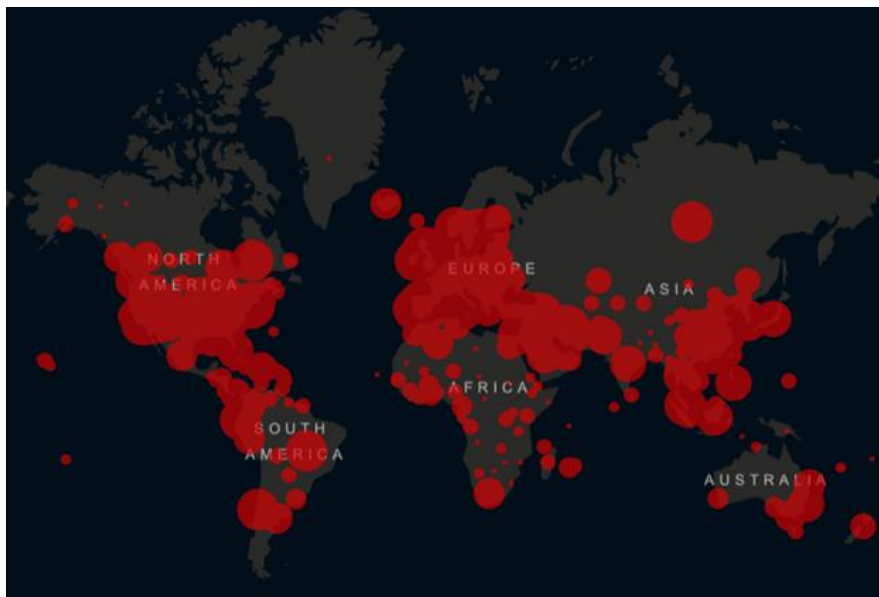 NORTH
AMERICA
EUROPE
ASIA
AFRICA
SOUTH
AMERICA
AUSTRALIA